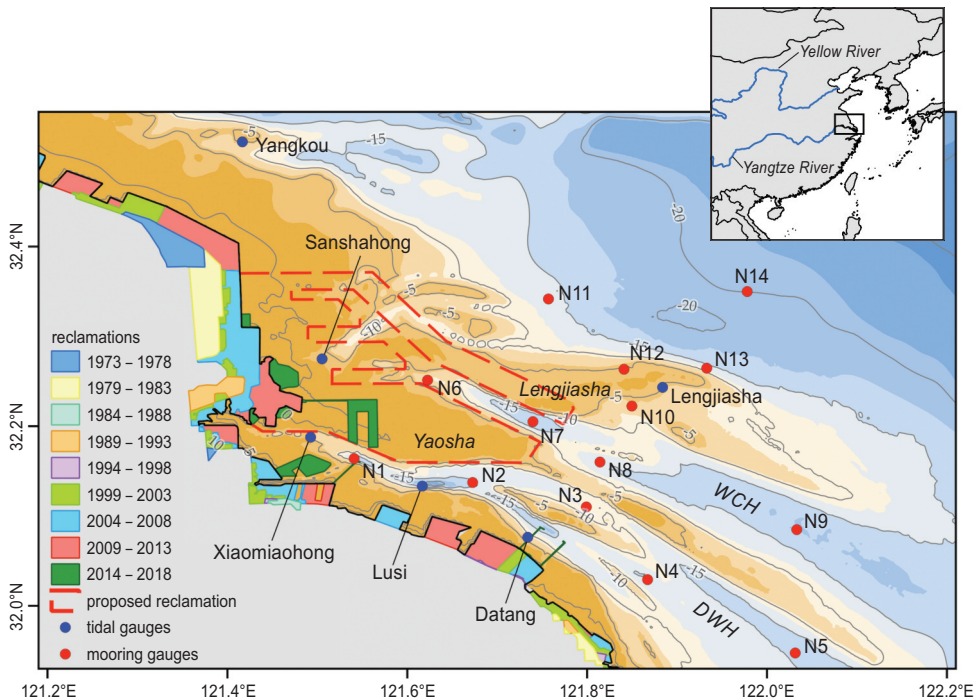 Yellow River
Yangtze River
-5
-15
Yangkou
-20
32.4°N
Sanshahong
N14
N11
-5
-20
-5
-10
-15
reclamations
1973 – 1978
1979 – 1983
1984 – 1988
1989 – 1993
1994 – 1998
1999 – 2003
2004 – 2008
2009 – 2013
2014 – 2018
proposed reclamation
tidal gauges
mooring gauges
N12
N13
N6
Lengjiasha
Lengjiasha
-15
-10
N10
32.2°N
N7
-5
Yaosha
10
-5
N8
N1
-15
N2
WCH
-5
-15
-5
N3
-10
N9
Xiaomiaohong
Lusi
-10
N4
-15
32.0°N
Datang
DWH
N5
121.2°E
121.4°E
121.6°E
121.8°E
122.0°E
122.2°E